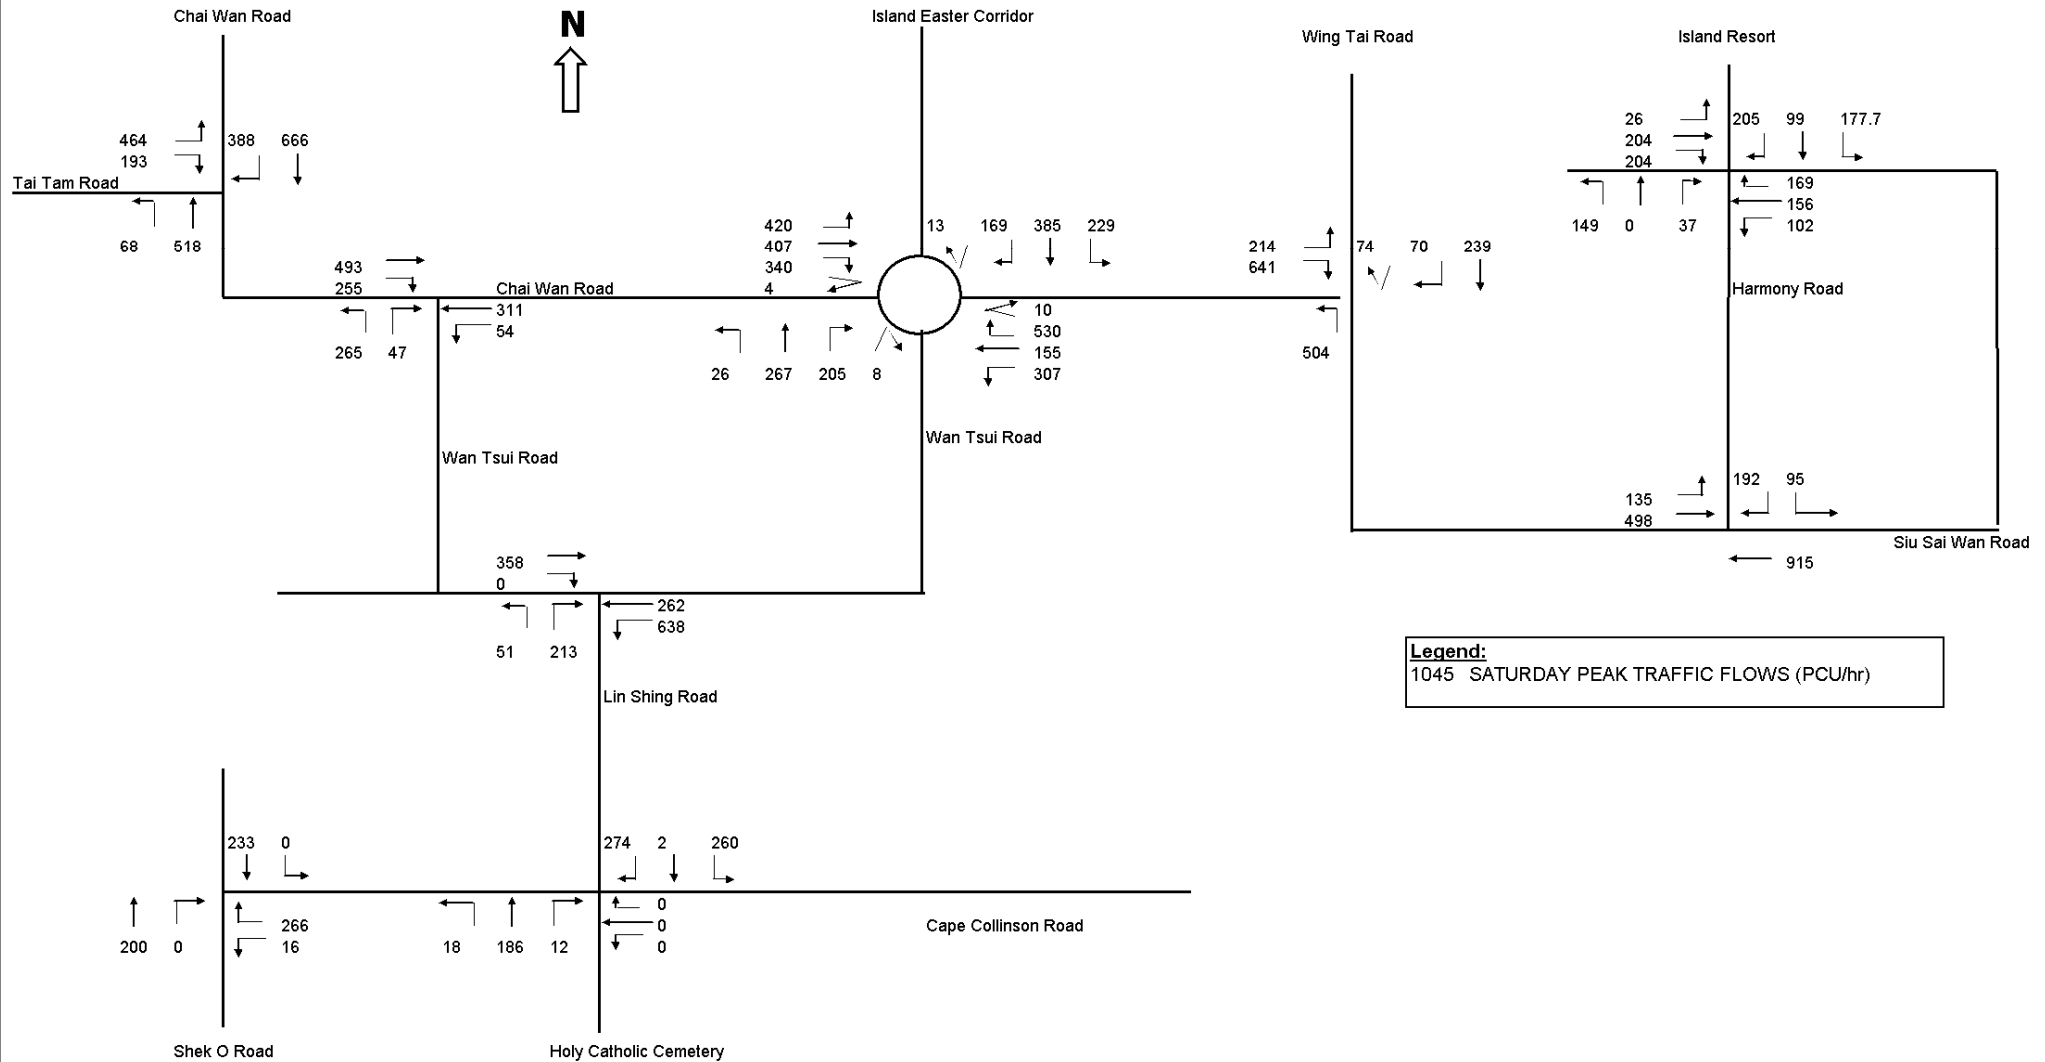 Chai Wan Road
N
Island Easter Corridor
Wing Tai Road
Island Resort
464
193
388 666
Tai Tam Road
68 518
26
204
204
205 99 177.7
169
156
102
149 0 37
493
255
Chai Wan Road
311
54
265 47
420
407
340
4
13 169 385 229
10
530
155
307
26 267 205 8
214
641
74 70 239
504
Harmony Road
Wan Tsui Road
Wan Tsui Road
135
498
192 95
Siu Sai Wan Road
915
358
0
262
638
51 213
Legend:
1045 SATURDAY PEAK TRAFFIC FLOWS (PCU/hr)
Lin Shing Road
233 0
274 2 260
200 0
266
16
18 186 12
0
0
0
Cape Collinson Road
Shek O Road
Holy Catholic Cemetery